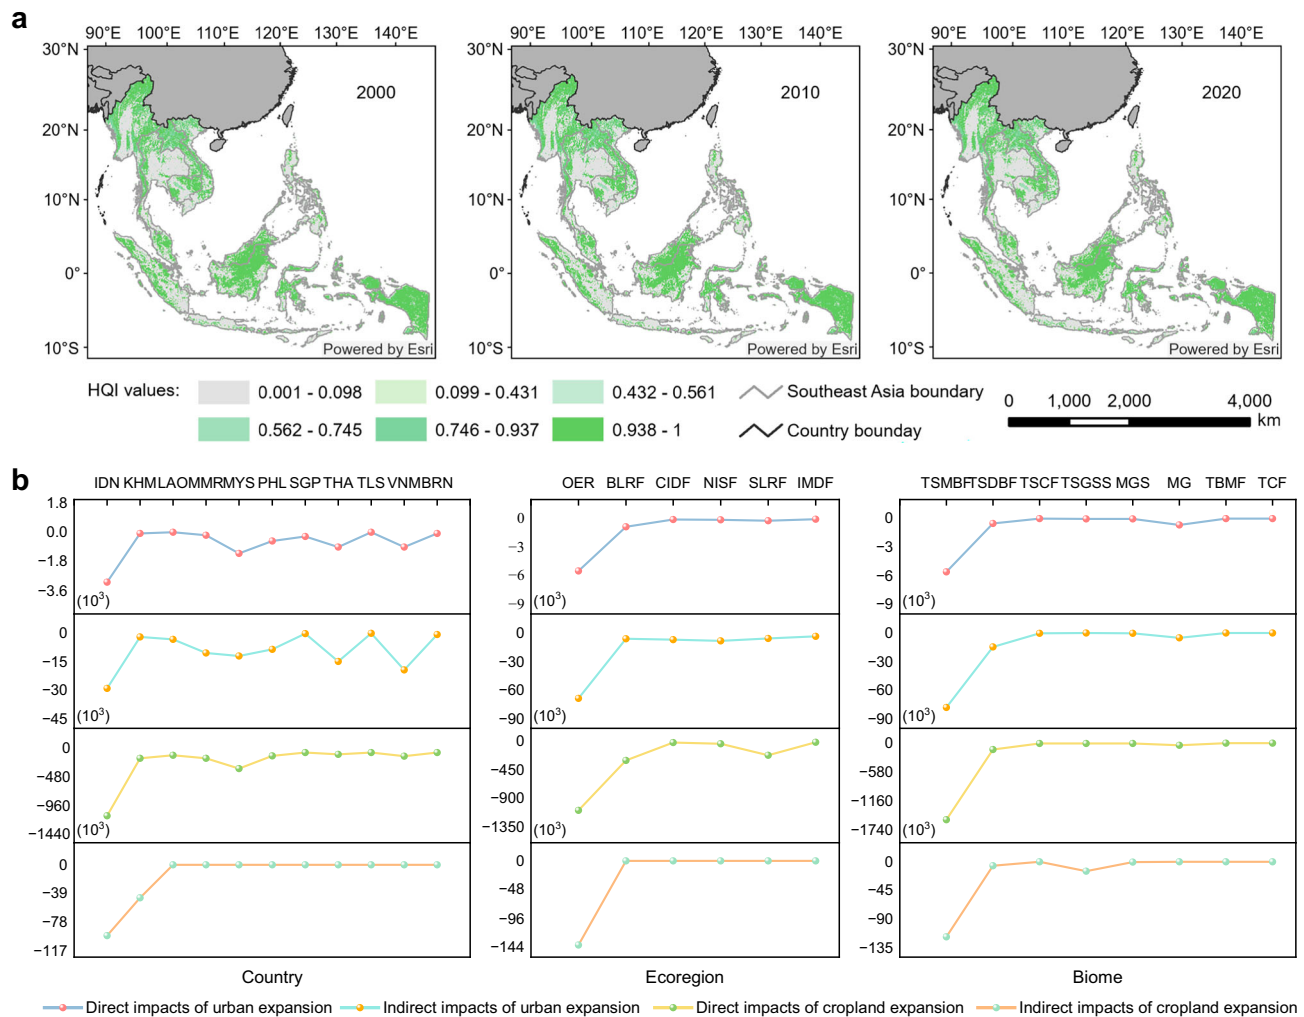 a
90°E 100°E 110°E 120°E 130°E 140°E
90°E 100°E 110°E 120°E 130°E 140°E
90°E 100°E 110°E 120°E 130°E 140°E
30°N
20°N
10°N
0°
10°S
2000
Powered by Esri
30°N
20°N
10°N
0°
10°S
2010
Powered by Esri
30°N
20°N
10°N
0°
10°S
2020
Powered by Esri
HQI values:
0.001 - 0.098
0.099 - 0.431
0.432 - 0.561
0.562 - 0.745
0.746 - 0.937
0.938 - 1
Southeast Asia boundary
Country bounday
0 1,000 2,000 4,000
km
b
IDN KHM LAO MMR MYS PHL SGP THA TLS VNM BRN
1.8
0.0
−1.8
−3.6
(10³)
0
−15
−30
−45
(10³)
0
−480
−960
−1440
(10³)
0
−39
−78
−117
Country
OER BLRF CIDF NISF SLRF IMDF
0
−3
−6
−9
(10³)
0
−30
−60
−90
(10³)
0
−450
−900
−1350
(10³)
0
−48
−96
−144
Ecoregion
TSMBF TSDBF TSCF TSGSS MGS MG TBMF TCF
0
−3
−6
−9
(10³)
0
−30
−60
−90
(10³)
0
−580
−1160
−1740
(10³)
0
−45
−90
−135
Biome
Direct impacts of urban expansion
Indirect impacts of urban expansion
Direct impacts of cropland expansion
Indirect impacts of cropland expansion